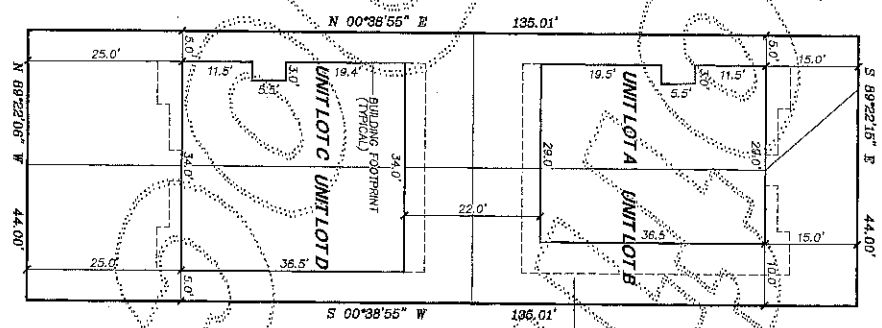 N 00°38'55" E 135.01'
25.0'
5.0'
11.5'
3.0'
5.5'
19.4'
19.5'
3.0'
11.5'
5.5'
5.0'
15.0'
N 89°22'06" W 44.00'
S 89°22'15" E 44.00'
UNIT LOT C UNIT LOT D
BUILDING FOOTPRINT
(TYPICAL)
34.0'
34.0'
UNIT LOT A UNIT LOT B
29.0
29.0'
22.0'
36.5'
36.5'
25.0'
5.0'
15.0'
10.0'
S 00°38'55" W 135.01'